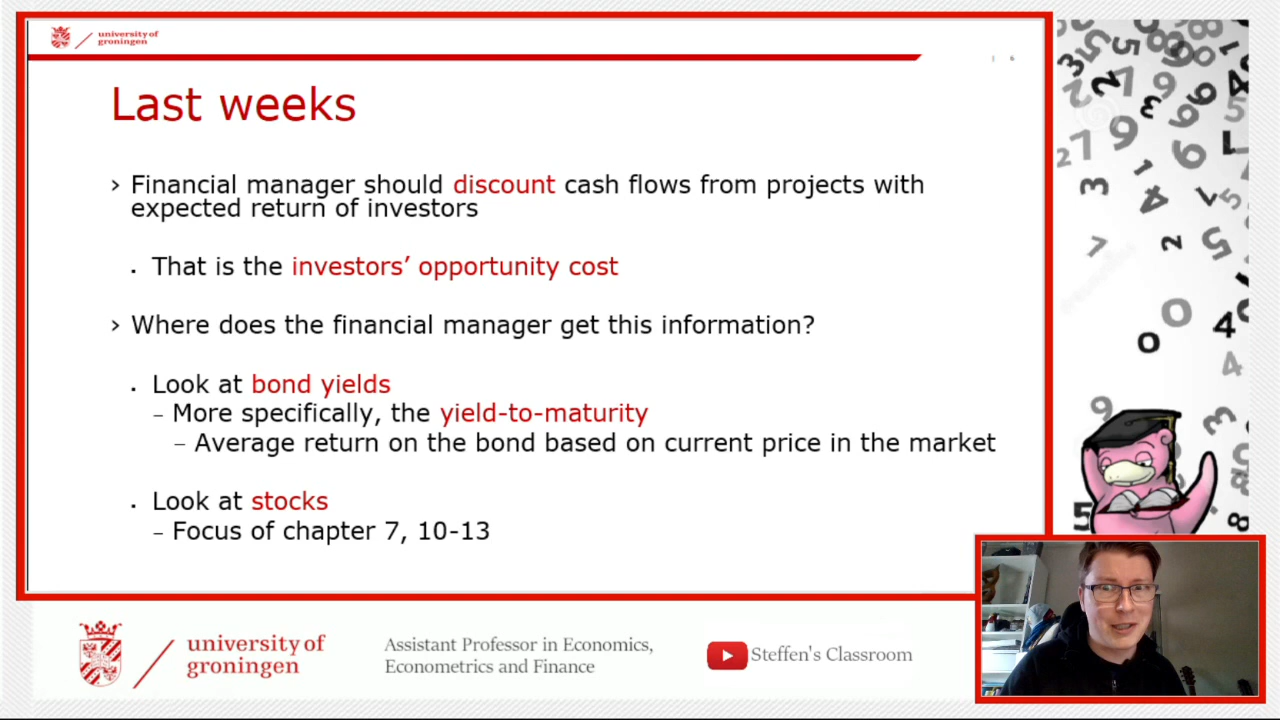 university of
groningen
Last weeks
› Financial manager should discount cash flows from projects with
expected return of investors
▪ That is the investors’ opportunity cost
› Where does the financial manager get this information?
▪ Look at bond yields
– More specifically, the yield-to-maturity
– Average return on the bond based on current price in the market
▪ Look at stocks
– Focus of chapter 7, 10-13
university of
groningen
Assistant Professor in Economics,
Econometrics and Finance
Steffen's Classroom